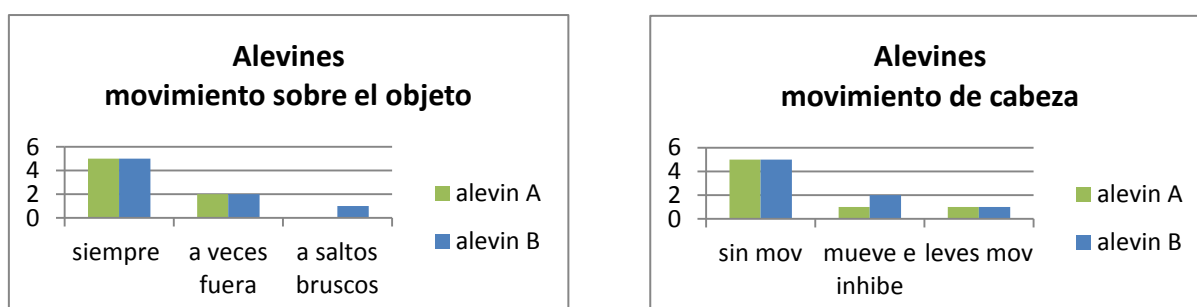 Alevines
movimiento sobre el objeto
6
4
2
0
siempre
a veces
fuera
a saltos
bruscos
alevin A
alevin B
Alevines
movimiento de cabeza
6
4
2
0
sin mov
mueve e
inhibe
leves mov
alevin A
alevin B